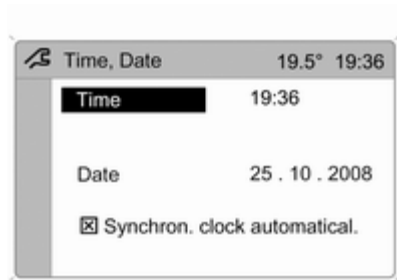 Time, Date 19.5° 19:36
Time 19:36
Date 25 . 10 . 2008
Synchron. clock automatical.